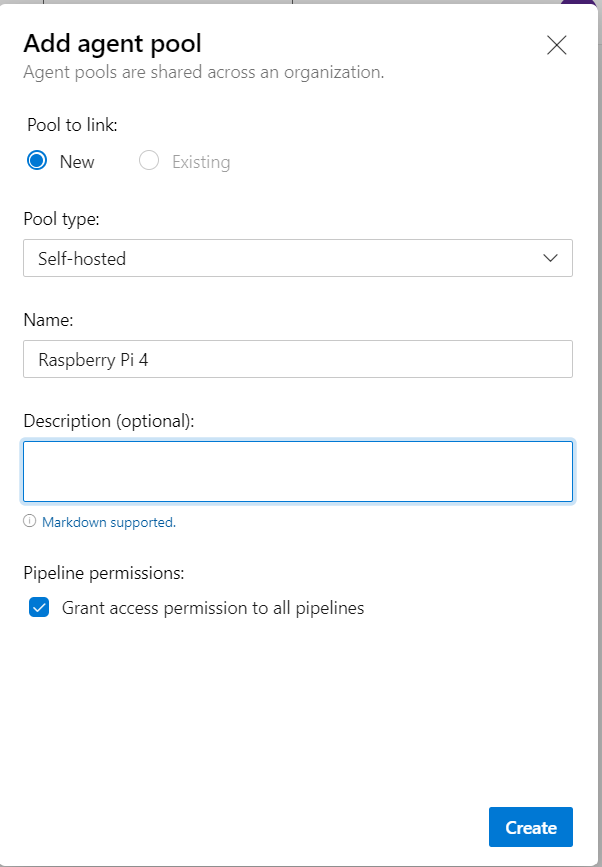 Add agent pool
Agent pools are shared across an organization.
Pool to link:
New Existing
Pool type:
Self-hosted
Name:
Raspberry Pi 4
Description (optional):
Markdown supported.
Pipeline permissions:
Grant access permission to all pipelines
Create